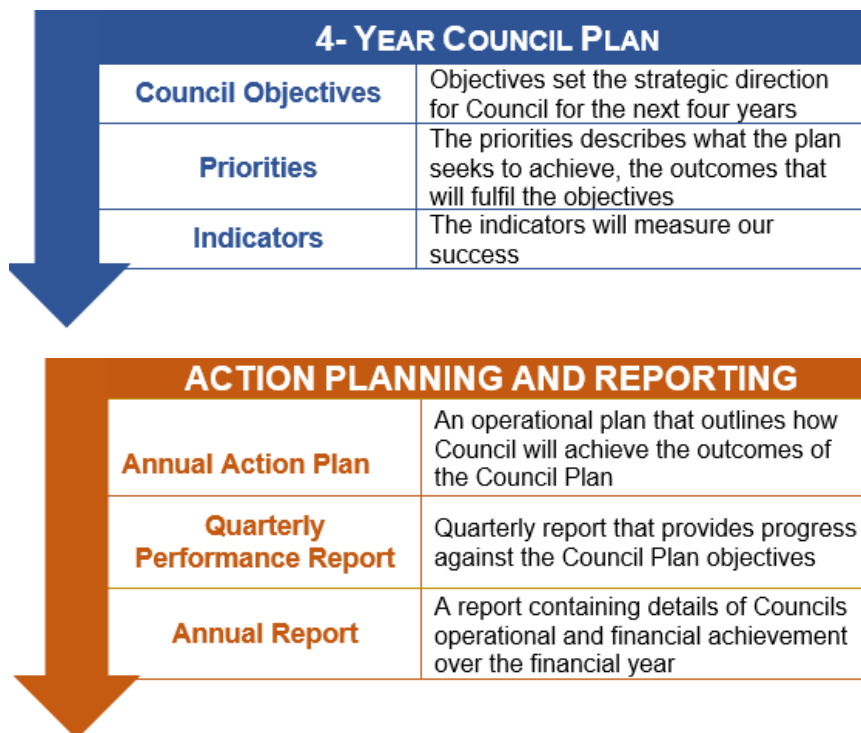 4- YEAR COUNCIL PLAN
Council Objectives
Objectives set the strategic direction
for Council for the next four years
Priorities
The priorities describes what the plan
seeks to achieve, the outcomes that
will fulfil the objectives
Indicators
The indicators will measure our
success
ACTION PLANNING AND REPORTING
Annual Action Plan
An operational plan that outlines how
Council will achieve the outcomes of
the Council Plan
Quarterly
Performance Report
Quarterly report that provides progress
against the Council Plan objectives
Annual Report
A report containing details of Councils
operational and financial achievement
over the financial year